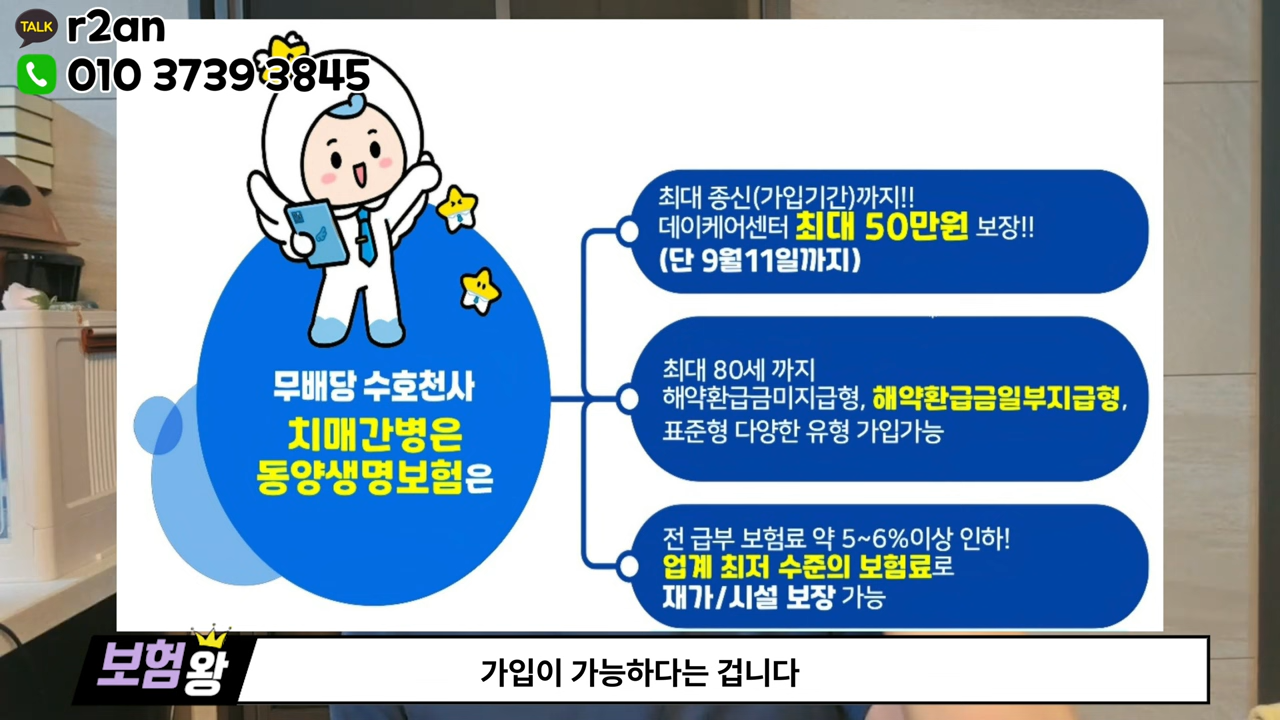 TALK
r2an
010 3739 3845
무배당 수호천사
치매간병은
동양생명보험은
최대 종신(가입기간)까지!!
데이케어센터 최대 50만원 보장!!
(단 9월11일까지)
최대 80세 까지
해약환급금미지급형, 해약환급금일부지급형,
표준형 다양한 유형 가입가능
전 급부 보험료 약 5~6%이상 인하!
업계 최저 수준의 보험료로
재가/시설 보장 가능
보험왕
가입이 가능하다는 겁니다